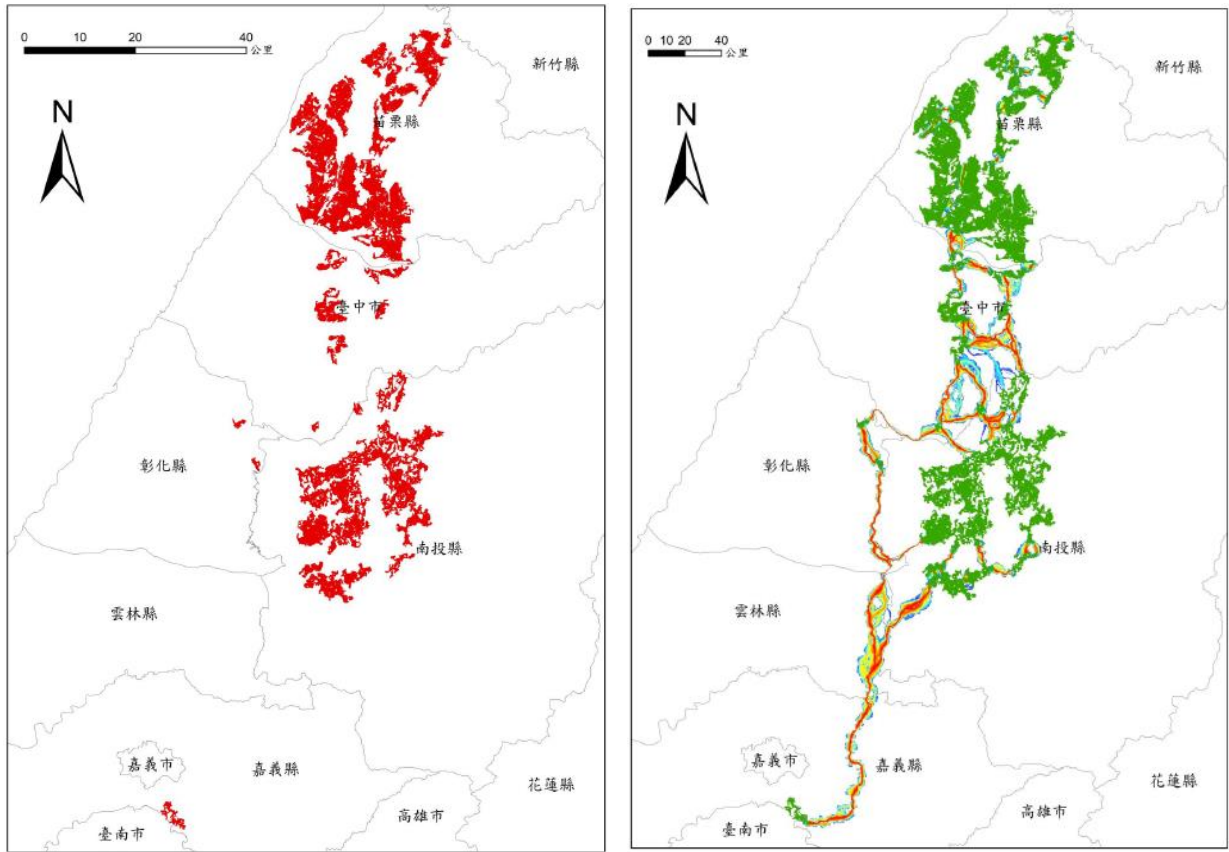 0 10 20 40 公里
N
新竹縣
苗栗縣
臺中市
彰化縣
南投縣
雲林縣
嘉義市
嘉義縣
花蓮縣
高雄市
臺南市
0 10 20 40 公里
N
新竹縣
苗栗縣
臺中市
彰化縣
南投縣
雲林縣
嘉義市
嘉義縣
花蓮縣
高雄市
臺南市